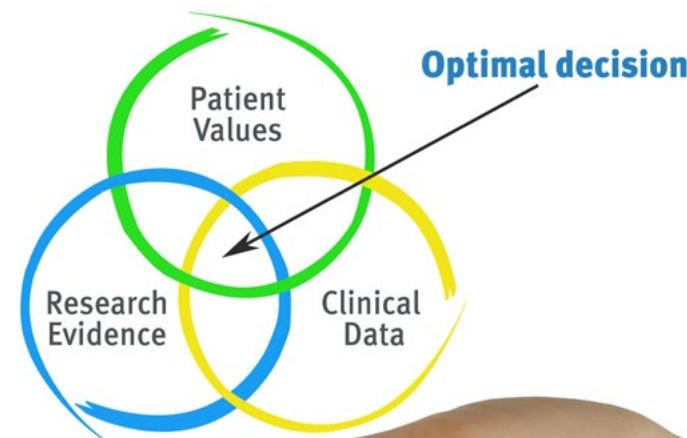 Optimal decision
Patient
Values
Research
Evidence
Clinical
Data